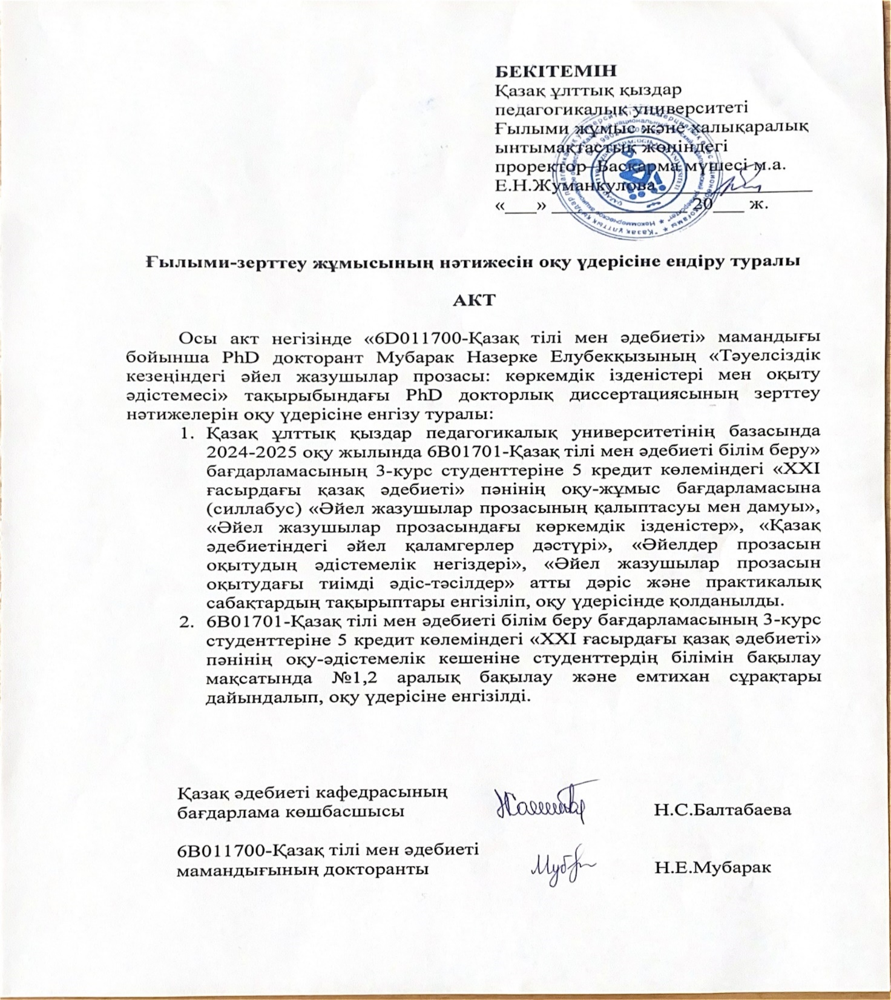 БЕКІТЕМІН
Қазақ ұлттық қыздар
педагогикалық университеті
Ғылыми жұмыс және халықаралық
ынтымақтастық жөніндегі
проректор–Басқарма мүшесі м.а.
Е.Н.Жуманкулова____________________
«___» __________________20____ ж.
Ғылыми-зерттеу жұмысының нәтижесін оқу үдерісіне ендіру туралы
АКТ
Осы акт негізінде «6D011700-Қазақ тілі мен әдебиеті» мамандығы
бойынша PhD докторант Мубарак Назерке Елубекқызының «Тәуелсіздік
кезеңіндегі әйел жазушылар прозасы: көркемдік ізденістері мен оқыту
әдістемесі» тақырыбындағы PhD докторлық диссертациясының зерттеу
нәтижелерін оқу үдерісіне енгізу туралы:
1. Қазақ ұлттық қыздар педагогикалық университетінің базасында
2024-2025 оқу жылында 6B01701-Қазақ тілі мен әдебиеті білім беру»
бағдарламасының 3-курс студенттеріне 5 кредит көлеміндегі «ХХІ
ғасырдағы қазақ әдебиеті» пәнінің оқу-жұмыс бағдарламасына
(силлабус) «Әйел жазушылар прозасының қалыптасуы мен дамуы»,
«Әйел жазушылар прозасындағы көркемдік ізденістер», «Қазақ
әдебиетіндегі әйел қаламгерлер дәстүрі», «Әйелдер прозасын
оқытудың әдістемелік негіздері», «Әйел жазушылар прозасын
оқытудағы тиімді әдіс-тәсілдер» атты дәріс және практикалық
сабақтардың тақырыптары енгізіліп, оқу үдерісінде қолданылды.
2. 6B01701-Қазақ тілі мен әдебиеті білім беру бағдарламасының 3-курс
студенттеріне 5 кредит көлеміндегі «ХХІ ғасырдағы қазақ әдебиеті»
пәнінің оқу-әдістемелік кешеніне студенттердің білімін бақылау
мақсатында №1,2 аралық бақылау және емтихан сұрақтары
дайындалып, оқу үдерісіне енгізілді.
Қазақ әдебиеті кафедрасының
бағдарлама көшбасшысы Н.С.Балтабаева
6B011700-Қазақ тілі мен әдебиеті
мамандығының докторанты Н.Е.Мубарак